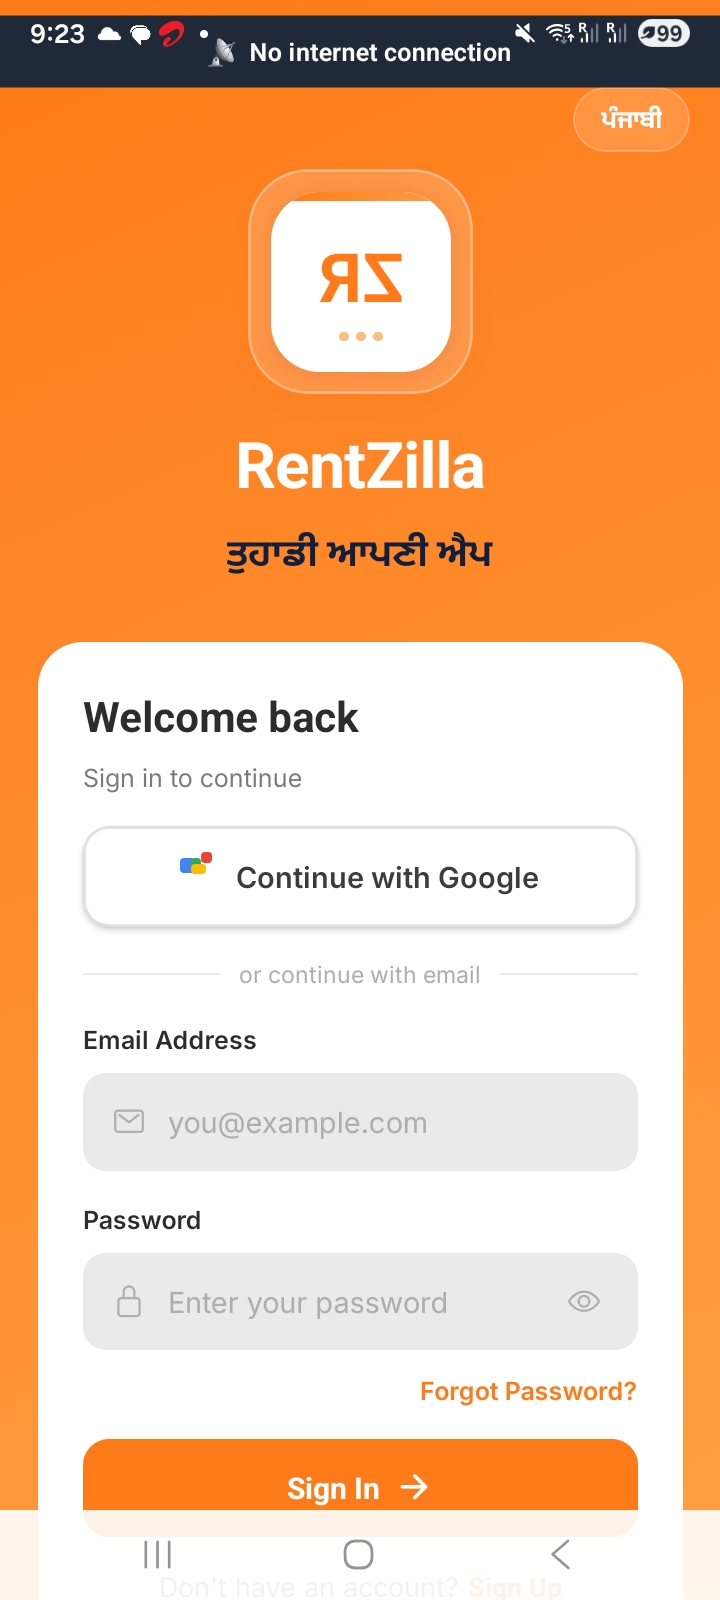 9:23
5
R
R
99
No internet connection
ਪੰਜਾਬੀ
ЯZ
RentZilla
ਤੁਹਾਡੀ ਆਪਣੀ ਐਪ
Welcome back
Sign in to continue
Continue with Google
or continue with email
Email Address
you@example.com
Password
Enter your password
Forgot Password?
Sign In →
Don't have an account? Sign Up